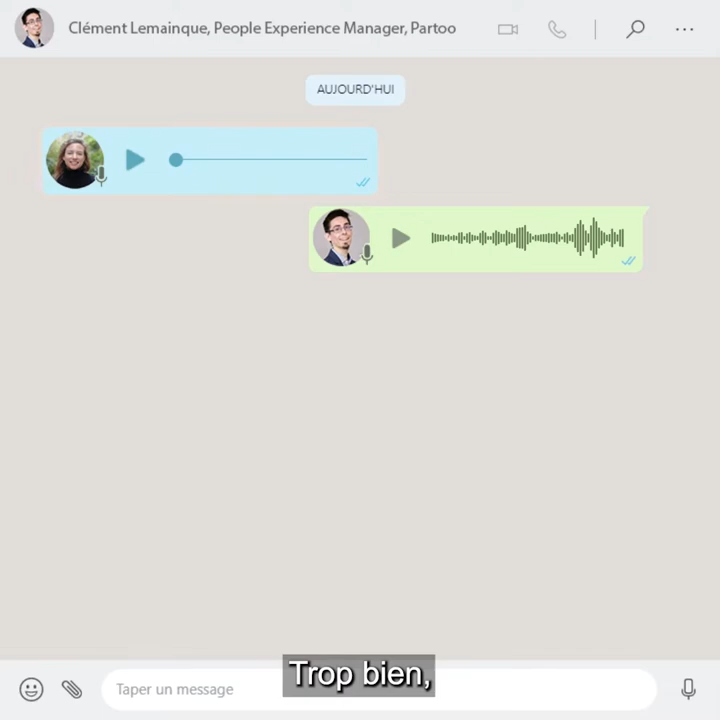 Clément Lemainque, People Experience Manager, Partoo
AUJOURD'HUI
Trop bien,
Taper un message